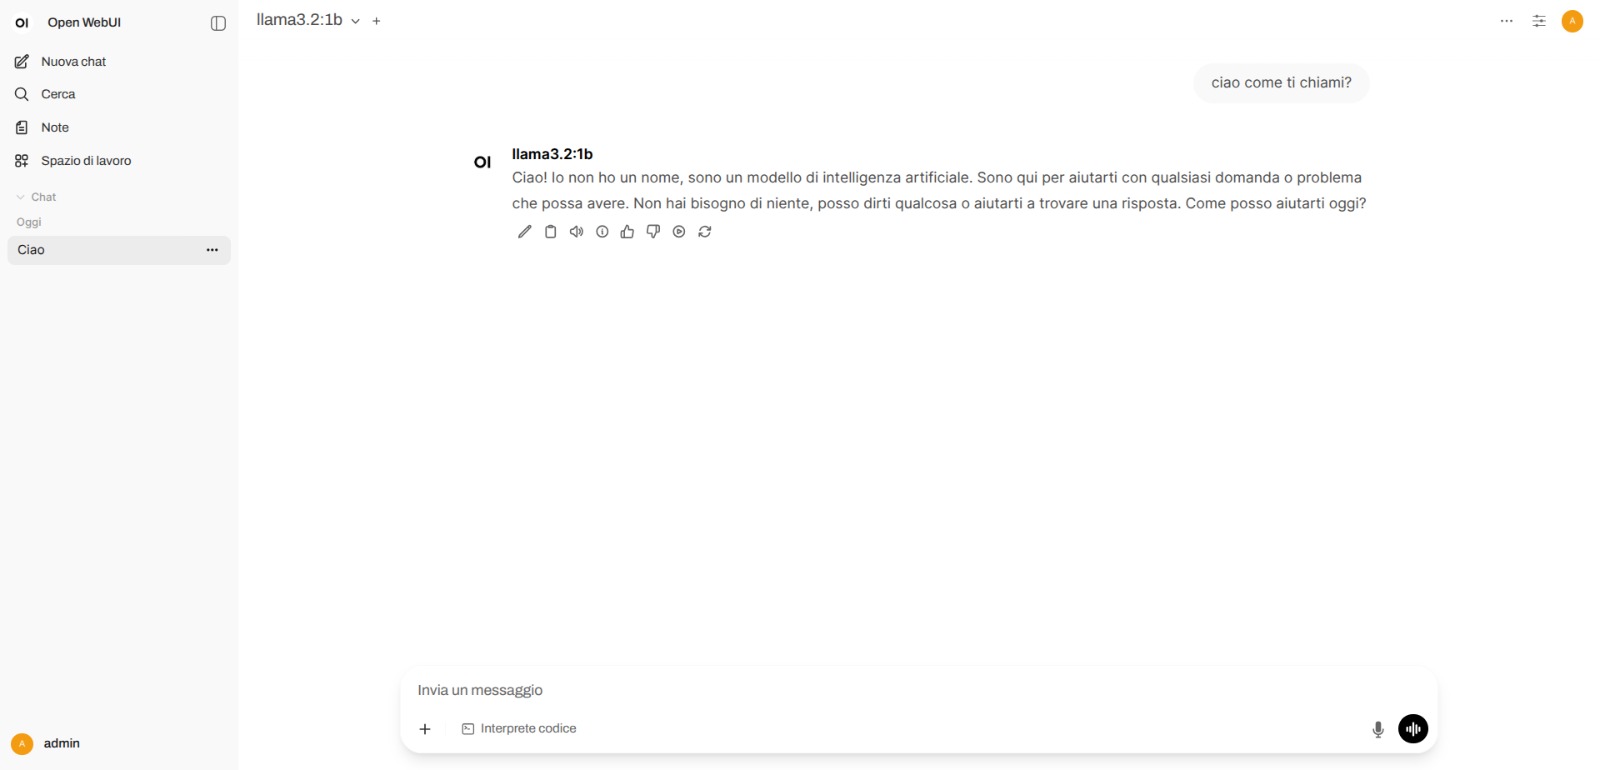 OI Open WebUI
Nuova chat
Cerca
Note
Spazio di lavoro
Chat
Oggi
Ciao
A admin
llama3.2:1b
A
ciao come ti chiami?
OI
llama3.2:1b
Ciao! Io non ho un nome, sono un modello di intelligenza artificiale. Sono qui per aiutarti con qualsiasi domanda o problema
che possa avere. Non hai bisogno di niente, posso dirti qualcosa o aiutarti a trovare una risposta. Come posso aiutarti oggi?
Invia un messaggio
Interprete codice